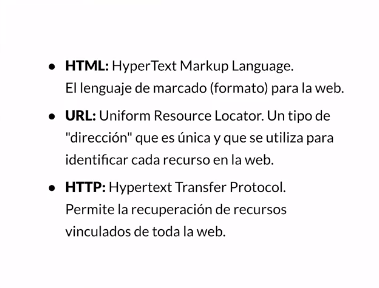 • HTML: HyperText Markup Language.
El lenguaje de marcado (formato) para la web.
• URL: Uniform Resource Locator. Un tipo de
"dirección" que es única y que se utiliza para
identificar cada recurso en la web.
• HTTP: Hypertext Transfer Protocol.
Permite la recuperación de recursos
vinculados de toda la web.